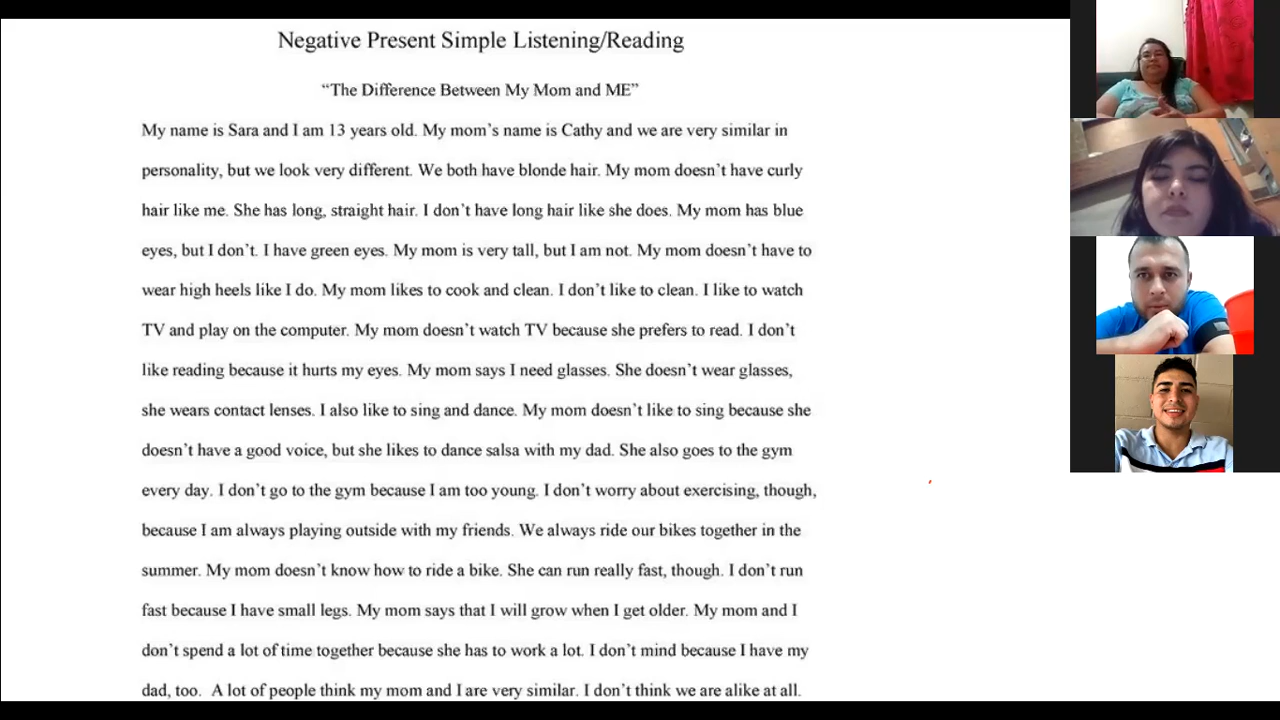 Negative Present Simple Listening/Reading
“The Difference Between My Mom and ME”
My name is Sara and I am 13 years old. My mom’s name is Cathy and we are very similar in
personality, but we look very different. We both have blonde hair. My mom doesn’t have curly
hair like me. She has long, straight hair. I don’t have long hair like she does. My mom has blue
eyes, but I don’t. I have green eyes. My mom is very tall, but I am not. My mom doesn’t have to
wear high heels like I do. My mom likes to cook and clean. I don’t like to clean. I like to watch
TV and play on the computer. My mom doesn’t watch TV because she prefers to read. I don’t
like reading because it hurts my eyes. My mom says I need glasses. She doesn’t wear glasses,
she wears contact lenses. I also like to sing and dance. My mom doesn’t like to sing because she
doesn’t have a good voice, but she likes to dance salsa with my dad. She also goes to the gym
every day. I don’t go to the gym because I am too young. I don’t worry about exercising, though,
because I am always playing outside with my friends. We always ride our bikes together in the
summer. My mom doesn’t know how to ride a bike. She can run really fast, though. I don’t run
fast because I have small legs. My mom says that I will grow when I get older. My mom and I
don’t spend a lot of time together because she has to work a lot. I don’t mind because I have my
dad, too.  A lot of people think my mom and I are very similar. I don’t think we are alike at all.